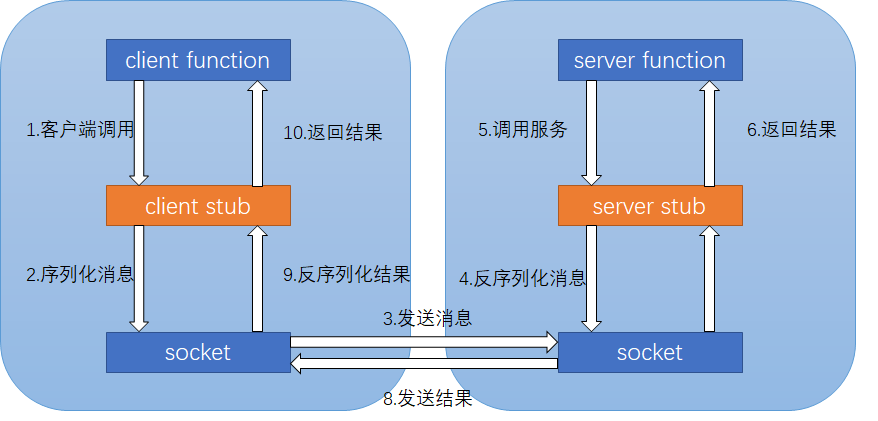 client function
server function
1.客户端调用
10.返回结果
5.调用服务
6.返回结果
client stub
server stub
2.序列化消息
9.反序列化结果
4.反序列化消息
3.发送消息
socket
socket
8.发送结果